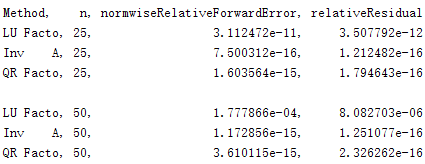 Method,    n, normwiseRelativeForwardError, relativeResidual
LU Facto, 25,                 3.112472e-11, 3.507792e-12
Inv    A, 25,                 7.500312e-16, 1.212482e-16
QR Facto, 25,                 1.603564e-15, 1.794643e-16

LU Facto, 50,                 1.777866e-04, 8.082703e-06
Inv    A, 50,                 1.172856e-15, 1.251077e-16
QR Facto, 50,                 3.610115e-15, 2.326262e-16